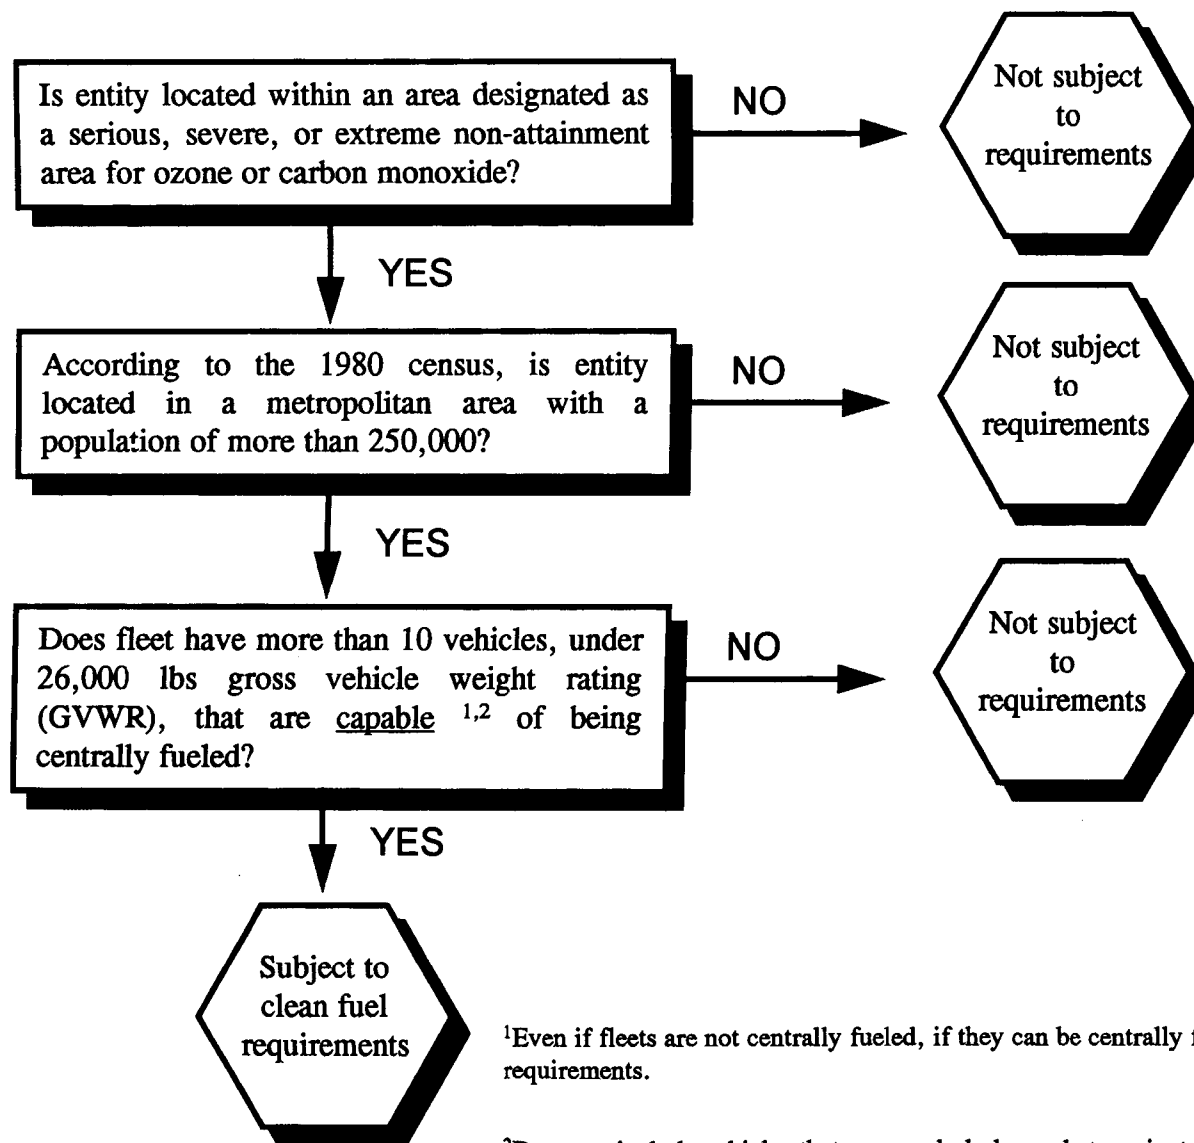 Is entity located within an area designated as
a serious, severe, or extreme non-attainment
area for ozone or carbon monoxide?
NO
Not subject
to
requirements
YES
According to the 1980 census, is entity
located in a metropolitan area with a
population of more than 250,000?
NO
Not subject
to
requirements
YES
Does fleet have more than 10 vehicles, under
26,000 lbs gross vehicle weight rating
(GVWR), that are capable 1,2 of being
centrally fueled?
NO
Not subject
to
requirements
YES
Subject to
clean fuel
requirements
1Even if fleets are not centrally fueled, if they can be centrally
requirements.